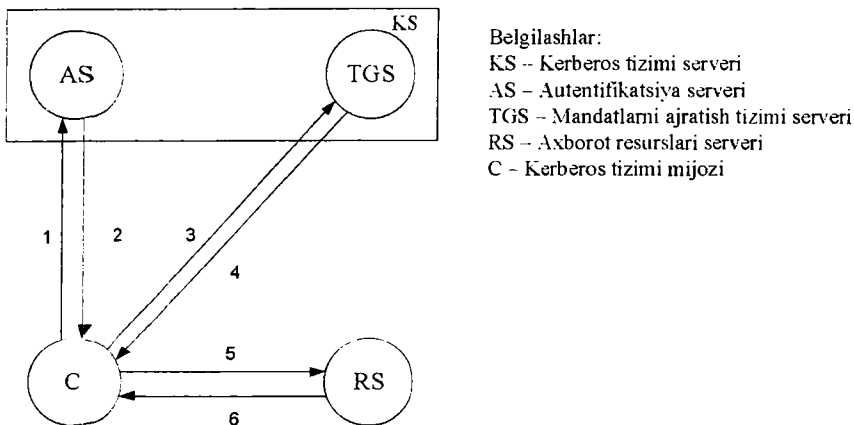 KS
AS
TGS
Belgilashlar:
KS – Kerberos tizimi serveri
AS – Autentifikatsiya serveri
TGS – Mandatlarni ajratish tizimi serveri
RS – Axborot resurslari serveri
C – Kerberos tizimi mijozi
1
2
3
4
5
C
RS
6